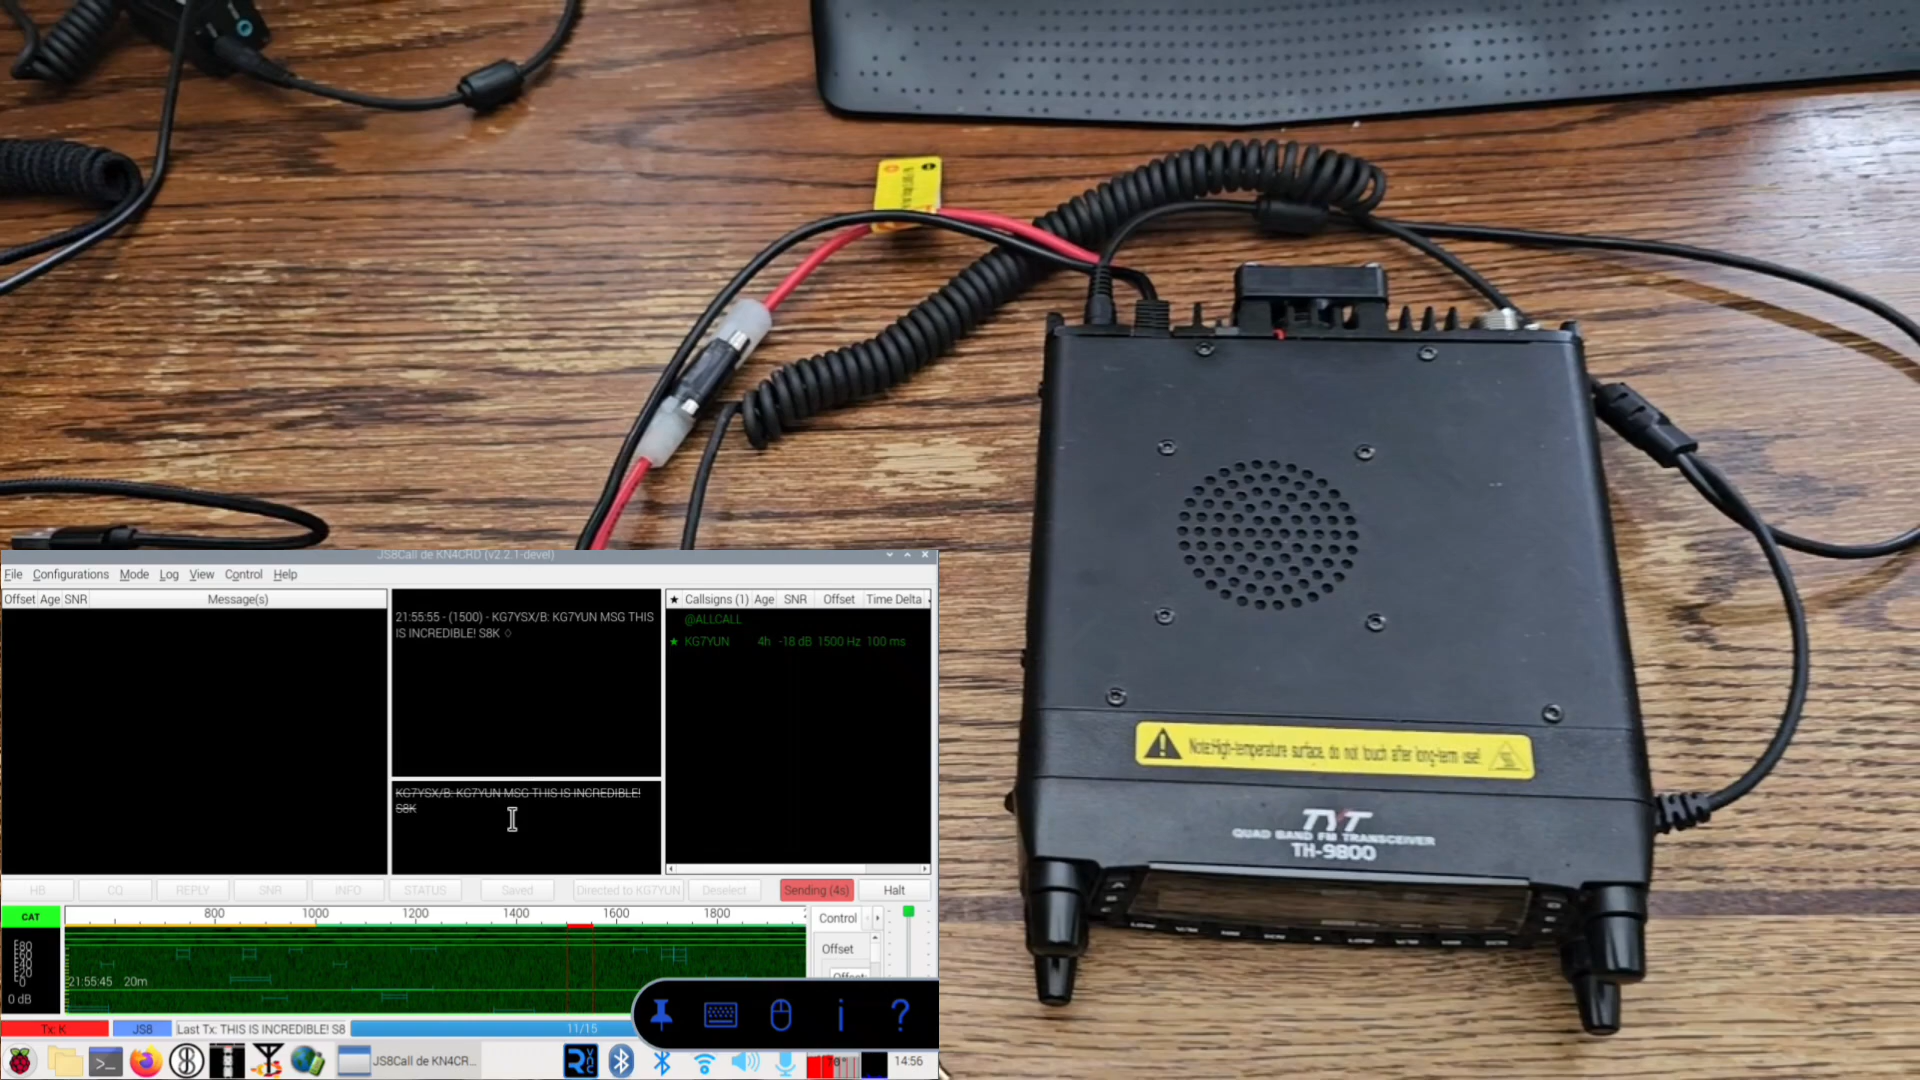 Note:High-temperature surface, do not touch after long-term use!
TYT
QUAD BAND FM TRANSCEIVER
TH-9800
JS8Call de KN4CRD (v2.2.1-devel)
File Configurations Mode Log View Control Help
Offset Age SNR Message(s)
21:55:55 - (1500) - KG7YSX/B: KG7YUN MSG THIS
IS INCREDIBLE! S8K ♢
KG7YSX/B: KG7YUN MSG THIS IS INCREDIBLE!
S8K
★ Callsigns (1) Age SNR Offset Time Delta
@ALLCALL
★ KG7YUN 4h -18 dB 1500 Hz 100 ms
HB CQ REPLY SNR INFO STATUS Saved Directed to KG7YUN Deselect Sending (4s) Halt
CAT
800 1000 1200 1400 1600 1800
Control
Offset
80
60
40
20
0
0 dB
21:55:45 20m
Tx: K JS8 Last Tx: THIS IS INCREDIBLE! S8 11/15
i ?
JS8Call de KN4CR...
14:56